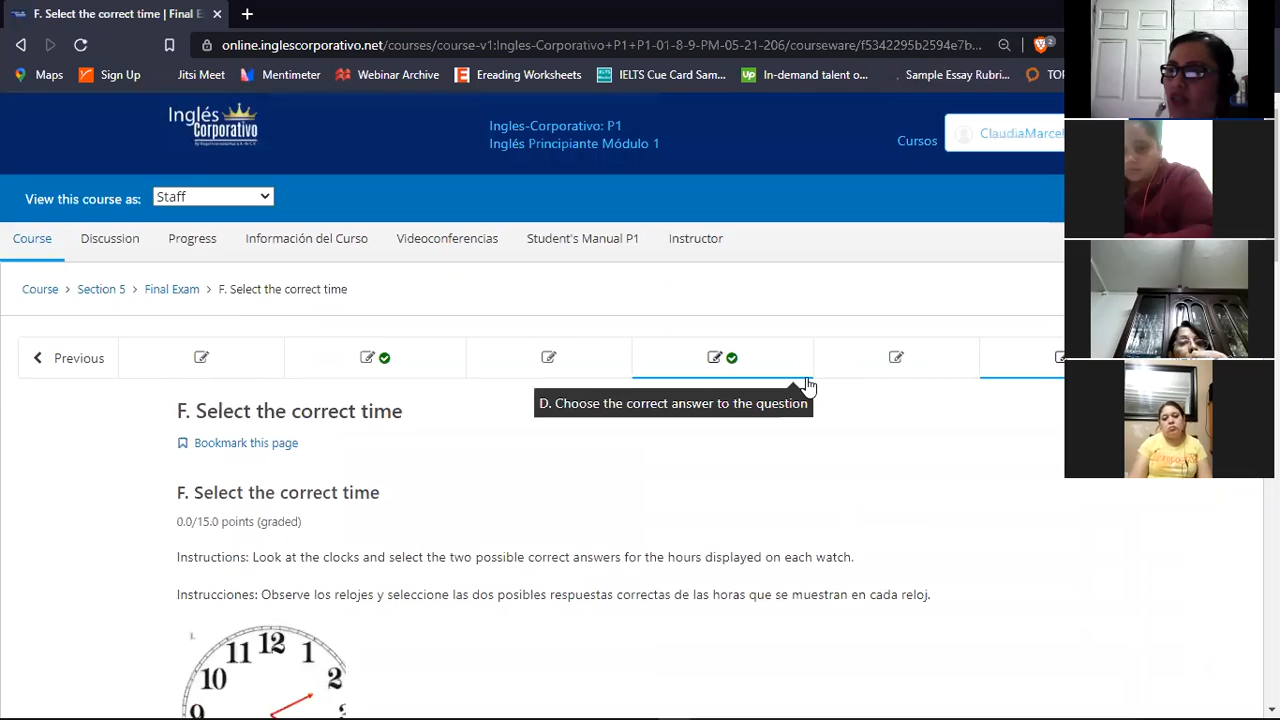 F. Select the correct time | Final E
online.inglescorporativo.net/courses/course-v1:Ingles-Corporativo+P1+P1-01-8-9-PM-05-21-206/courseware/f5242295b2594e7b...
2
Maps
Sign Up
Jitsi Meet
Mentimeter
Webinar Archive
Ereading Worksheets
IELTS Cue Card Sam...
In-demand talent o...
Simple Essay Rubri...
Inglés
Corporativo
Ingles-Corporativo: P1
Inglés Principiante Módulo 1
Cursos
ClaudiaMarcel
View this course as:
Staff
Course
Discussion
Progress
Información del Curso
Videoconferencias
Student's Manual P1
Instructor
Course > Section 5 > Final Exam > F. Select the correct time
Previous
D. Choose the correct answer to the question
F. Select the correct time
Bookmark this page
F. Select the correct time
0.0/15.0 points (graded)
Instructions: Look at the clocks and select the two possible correct answers for the hours displayed on each watch.
Instrucciones: Observe los relojes y seleccione las dos posibles respuestas correctas de las horas que se muestran en cada reloj.
1.
11 12 1
10 2
9